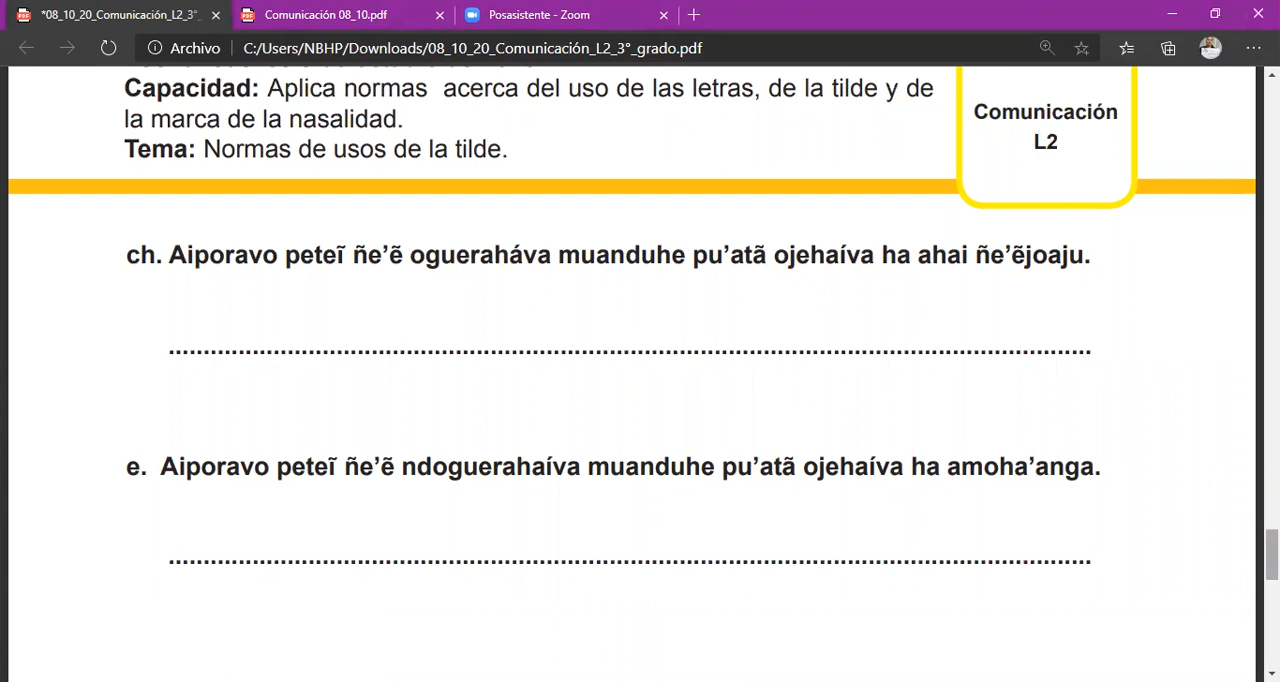 *08_10_20_Comunicación_L2_3°_
Comunicación 08_10.pdf
Posasistente - Zoom
Archivo
C:/Users/NBHP/Downloads/08_10_20_Comunicación_L2_3°_grado.pdf
Capacidad: Aplica normas acerca del uso de las letras, de la tilde y de
la marca de la nasalidad.
Tema: Normas de usos de la tilde.
Comunicación
L2
ch. Aiporavo peteĩ ñe’ẽ ogueraháva muanduhe pu’atã ojehaíva ha ahai ñe’ẽjoaju.
e. Aiporavo peteĩ ñe’ẽ ndoguerahaíva muanduhe pu’atã ojehaíva ha amoha’anga.